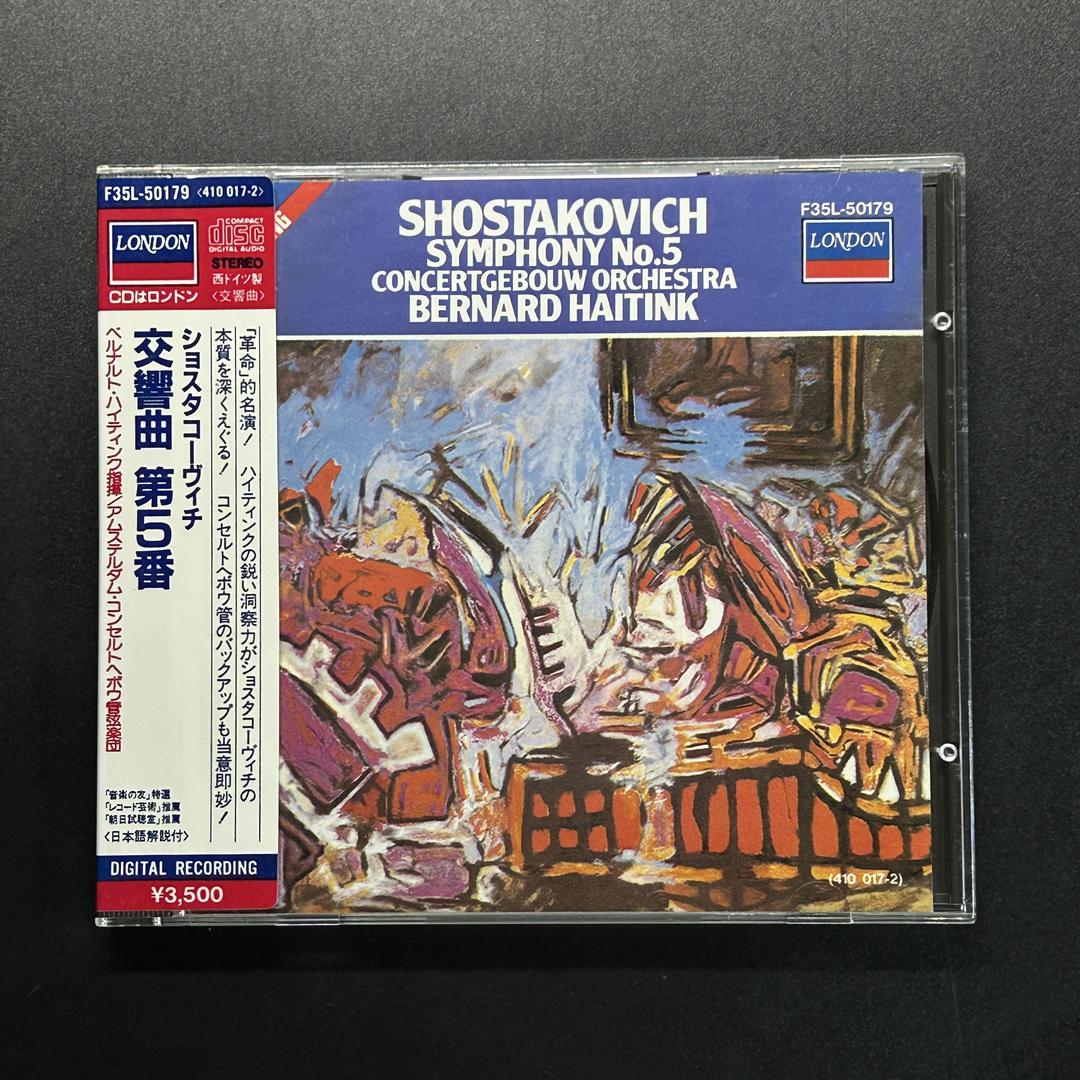 F35L-50179 〈410 017-2〉
LONDON
COMPACT
disc
DIGITAL AUDIO
STEREO
西ドイツ製
CDはロンドン
〈交響曲〉
「革命」的名演! ハイティンクの鋭い洞察力がショスタコーヴィチの
本質を深くえぐる! コンセルトヘボウ管のバックアップも当意即妙!
ショスタコーヴィチ
交響曲 第5番
ベルナルト・ハイティンク指揮/アムステルダム・コンセルトヘボウ管弦楽団
「音楽の友」特選
「レコード芸術」推薦
「朝日試聴室」推薦
〈日本語解説付〉
DIGITAL RECORDING
¥3,500
NG
SHOSTAKOVICH
SYMPHONY No.5
CONCERTGEBOUW ORCHESTRA
BERNARD HAITINK
F35L-50179
LONDON
(410 017-2)